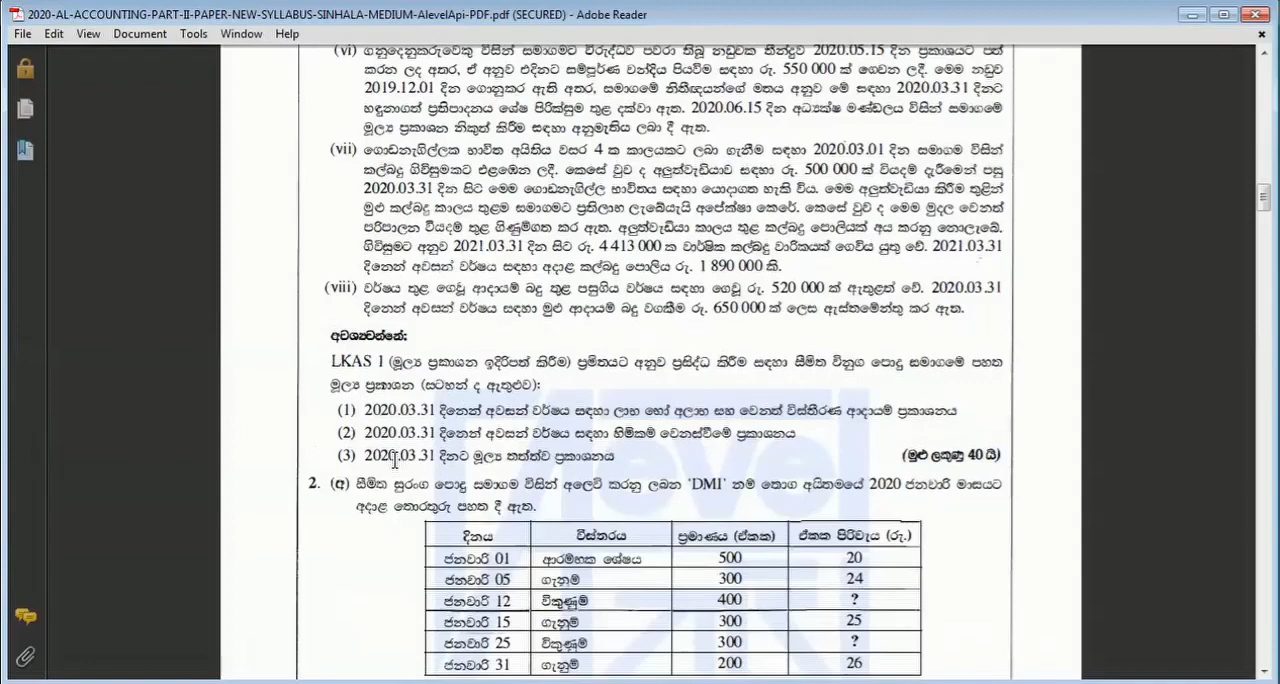 2020-AL-ACCOUNTING-PART-II-PAPER-NEW-SYLLABUS-SINHALA-MEDIUM-AlevelApi-PDF.pdf (SECURED) - Adobe Reader
File Edit View Document Tools Window Help
(vi) ගනුදෙනුකරුවෙකු විසින් සමාගමට විරුද්ධව පවරා තිබූ නඩුවක තීන්දුව 2020.05.15 දින ප්‍රකාශයට පත්
කරන ලද අතර, ඒ අනුව එදිනට සම්පූර්ණ වන්දිය පියවීම සඳහා රු. 550 000 ක් ගෙවන ලදී. මෙම නඩුව
2019.12.01 දින ගොනුකර ඇති අතර, සමාගමේ නීතිඥයන්ගේ මතය අනුව මේ සඳහා 2020.03.31 දිනට
හඳුනාගත් ප්‍රතිපාදනය ශේෂ පිරික්සුම තුළ දක්වා ඇත. 2020.06.15 දින අධ්‍යක්ෂ මණ්ඩලය විසින් සමාගමේ
මූල්‍ය ප්‍රකාශන නිකුත් කිරීම සඳහා අනුමැතිය ලබා දී ඇත.
(vii) ගොඩනැගිල්ලක භාවිත අයිතිය වසර 4 ක කාලයකට ලබා ගැනීම සඳහා 2020.03.01 දින සමාගම විසින්
කල්බදු ගිවිසුමකට එළඹෙන ලදී. කෙසේ වුව ද අලුත්වැඩියාව සඳහා රු. 500 000 ක් වියදම් දැරීමෙන් පසු
2020.03.31 දින සිට මෙම ගොඩනැගිල්ල භාවිතය සඳහා යොදාගත හැකි විය. මෙම අලුත්වැඩියා කිරීම තුළින්
මුළු කල්බදු කාලය තුළම සමාගමට ප්‍රතිලාභ ලැබේයැයි අපේක්ෂා කෙරේ. කෙසේ වුව ද මෙම මුදල වෙනත්
පරිපාලන වියදම් තුළ ගිණුම්ගත කර ඇත. අලුත්වැඩියා කාලය තුළ කල්බදු පොලියක් අය කරනු නොලැබේ.
ගිවිසුමට අනුව 2021.03.31 දින සිට රු. 4 413 000 ක වාර්ෂික කල්බදු වාරිකයක් ගෙවිය යුතු වේ. 2021.03.31
දිනෙන් අවසන් වර්ෂය සඳහා අදාළ කල්බදු පොලිය රු. 1 890 000 කි.
(viii) වර්ෂය තුළ ගෙවූ ආදායම් බදු තුළ පසුගිය වර්ෂය සඳහා ගෙවූ රු. 520 000 ක් ඇතුළත් වේ. 2020.03.31
දිනෙන් අවසන් වර්ෂය සඳහා මුළු ආදායම් බදු වගකීම රු. 650 000 ක් ලෙස ඇස්තමේන්තු කර ඇත.
අවශ්‍යවන්නේ:
LKAS 1 (මූල්‍ය ප්‍රකාශන ඉදිරිපත් කිරීම) ප්‍රමිතයට අනුව ප්‍රසිද්ධ කිරීම සඳහා සීමිත විනුග පොදු සමාගමේ පහත
මූල්‍ය ප්‍රකාශන (සටහන් ද ඇතුළුව):
(1) 2020.03.31 දිනෙන් අවසන් වර්ෂය සඳහා ලාභ හෝ අලාභ සහ වෙනත් විස්තීරණ ආදායම් ප්‍රකාශනය
(2) 2020.03.31 දිනෙන් අවසන් වර්ෂය සඳහා හිමිකම් වෙනස්වීමේ ප්‍රකාශනය
(3) 2020.03.31 දිනට මූල්‍ය තත්ත්ව ප්‍රකාශනය (මුළු ලකුණු 40 යි)
2. (අ) සීමිත සුරංග පොදු සමාගම විසින් අලෙවි කරනු ලබන 'DMI' නම් තොග අයිතමයේ 2020 ජනවාරි මාසයට
අදාළ තොරතුරු පහත දී ඇත.
දිනය විස්තරය ප්‍රමාණය (ඒකක) ඒකක පිරිවැය (රු.)
ජනවාරි 01 ආරම්භක ශේෂය 500 20
ජනවාරි 05 ගැනුම් 300 24
ජනවාරි 12 විකුණුම් 400 ?
ජනවාරි 15 ගැනුම් 300 25
ජනවාරි 25 විකුණුම් 300 ?
ජනවාරි 31 ගැනුම් 200 26